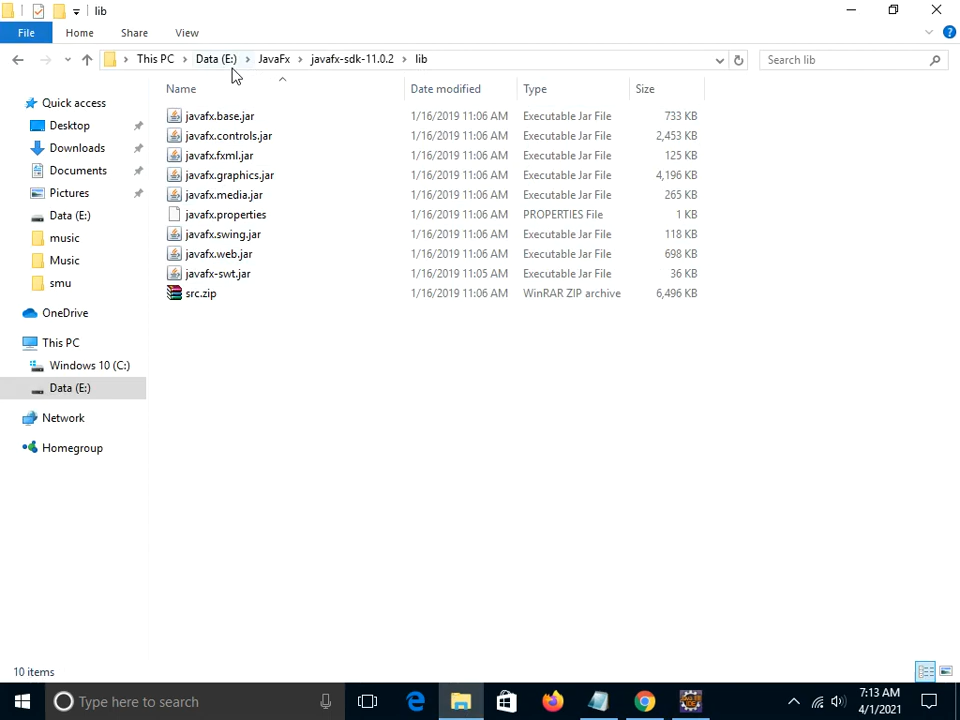 lib
File Home Share View
This PC Data (E:) JavaFx javafx-sdk-11.0.2 lib
Search lib
Name Date modified Type Size
Quick access
Desktop
Downloads
Documents
Pictures
Data (E:)
music
Music
smu
OneDrive
This PC
Windows 10 (C:)
Data (E:)
Network
Homegroup
javafx.base.jar 1/16/2019 11:06 AM Executable Jar File 733 KB
javafx.controls.jar 1/16/2019 11:06 AM Executable Jar File 2,453 KB
javafx.fxml.jar 1/16/2019 11:06 AM Executable Jar File 125 KB
javafx.graphics.jar 1/16/2019 11:06 AM Executable Jar File 4,196 KB
javafx.media.jar 1/16/2019 11:06 AM Executable Jar File 265 KB
javafx.properties 1/16/2019 11:06 AM PROPERTIES File 1 KB
javafx.swing.jar 1/16/2019 11:06 AM Executable Jar File 118 KB
javafx.web.jar 1/16/2019 11:06 AM Executable Jar File 698 KB
javafx-swt.jar 1/16/2019 11:05 AM Executable Jar File 36 KB
src.zip 1/16/2019 11:06 AM WinRAR ZIP archive 6,496 KB
10 items
Type here to search
7:13 AM
4/1/2021